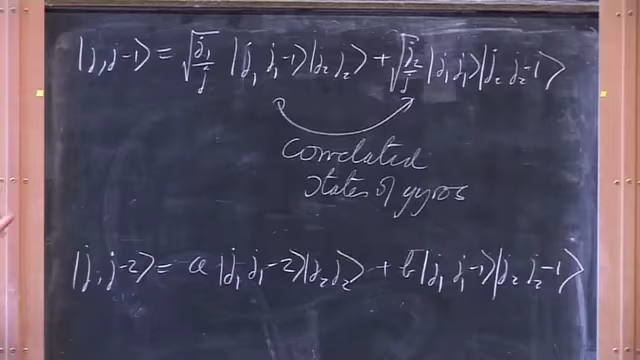 |j, j-1⟩ = √(j₁/j) |j₁ j₁-1⟩|j₂ j₂⟩ + √(j₂/j) |j₁ j₁⟩|j₂ j₂-1⟩
Correlated
states of gyros
|j, j-2⟩ = a |j₁ j₁-2⟩|j₂ j₂⟩ + b |j₁ j₁-1⟩|j₂ j₂-1⟩